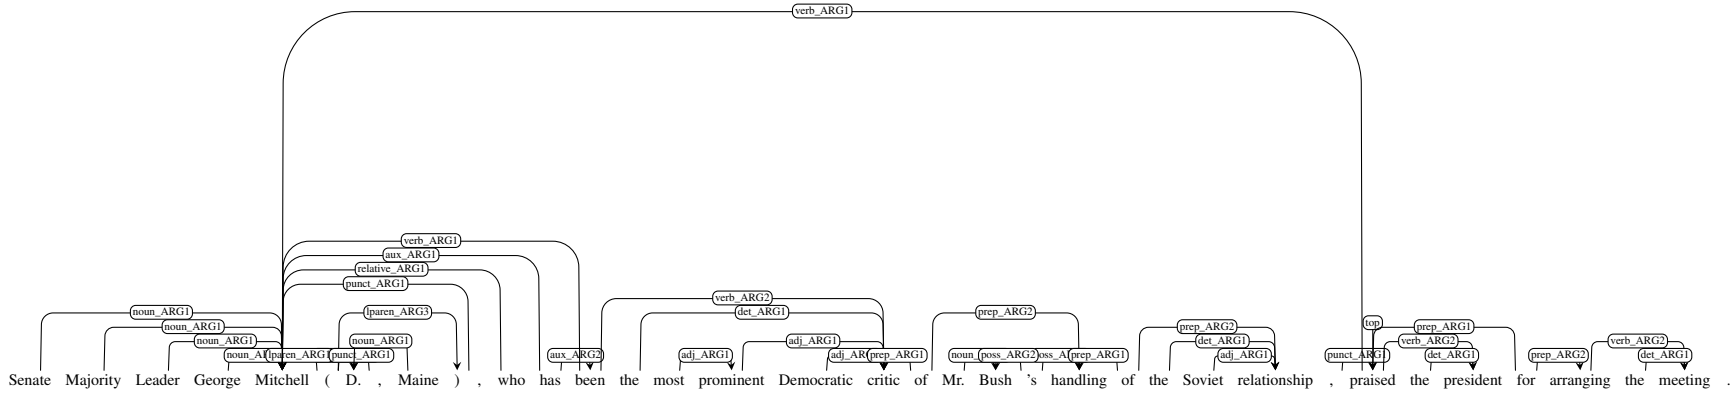 verb_ARG1
verb_ARG1
aux_ARG1
relative_ARG1
punct_ARG1
verb_ARG2
noun_ARG1 lparen_ARG3 det_ARG1 prep_ARG2
top
noun_ARG1 prep_ARG2 prep_ARG1
noun_ARG1 noun_ARG1 adj_ARG1 det_ARG1 verb_ARG2 verb_ARG2
lparen_ARG1 aux_ARG2 adj_ARG1 prep_ARG1 poss_ARG2 prep_ARG1 adj_ARG1 punct_ARG1 det_ARG1 prep_ARG2 det_ARG1
Senate Majority Leader George Mitchell ( D. , Maine ) , who has been the most prominent Democratic critic of Mr. Bush 's handling of the Soviet relationship , praised the president for arranging the meeting .